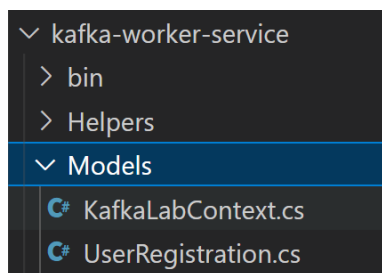 kafka-worker-service
bin
Helpers
Models
C# KafkaLabContext.cs
C# UserRegistration.cs